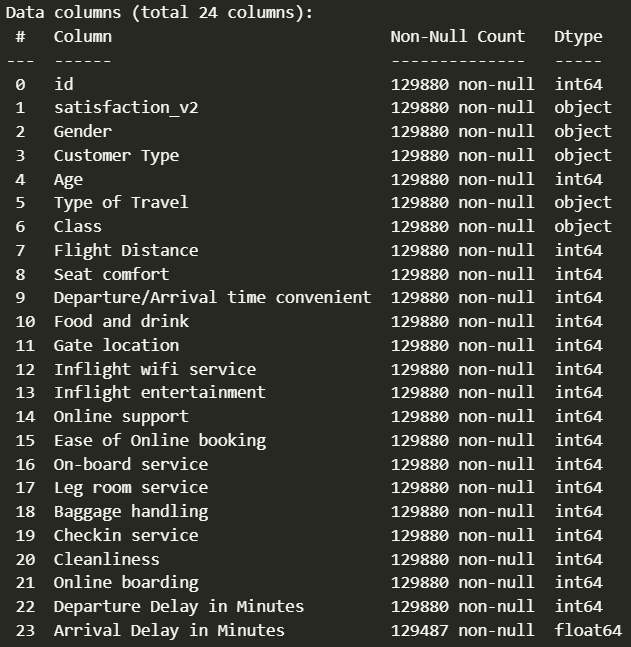 Data columns (total 24 columns):
 #   Column                             Non-Null Count   Dtype
---  ------                             --------------   -----
 0   id                                 129880 non-null  int64
 1   satisfaction_v2                    129880 non-null  object
 2   Gender                             129880 non-null  object
 3   Customer Type                      129880 non-null  object
 4   Age                                129880 non-null  int64
 5   Type of Travel                     129880 non-null  object
 6   Class                              129880 non-null  object
 7   Flight Distance                    129880 non-null  int64
 8   Seat comfort                       129880 non-null  int64
 9   Departure/Arrival time convenient  129880 non-null  int64
 10  Food and drink                     129880 non-null  int64
 11  Gate location                      129880 non-null  int64
 12  Inflight wifi service              129880 non-null  int64
 13  Inflight entertainment             129880 non-null  int64
 14  Online support                     129880 non-null  int64
 15  Ease of Online booking             129880 non-null  int64
 16  On-board service                   129880 non-null  int64
 17  Leg room service                   129880 non-null  int64
 18  Baggage handling                   129880 non-null  int64
 19  Checkin service                    129880 non-null  int64
 20  Cleanliness                        129880 non-null  int64
 21  Online boarding                    129880 non-null  int64
 22  Departure Delay in Minutes         129880 non-null  int64
 23  Arrival Delay in Minutes           129487 non-null  float64